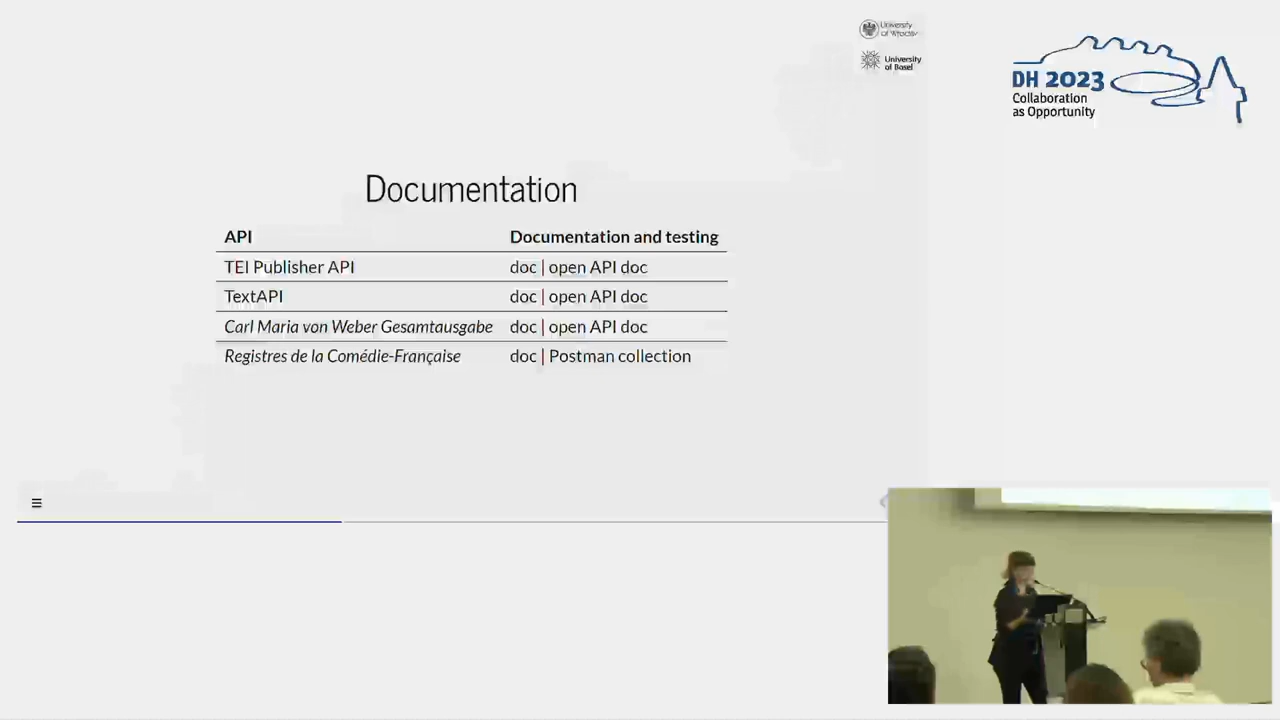 University
of Wrocław
University
of Basel
DH 2023
Collaboration
as Opportunity
Documentation
API Documentation and testing
TEI Publisher API doc | open API doc
TextAPI doc | open API doc
Carl Maria von Weber Gesamtausgabe doc | open API doc
Registres de la Comédie-Française doc | Postman collection